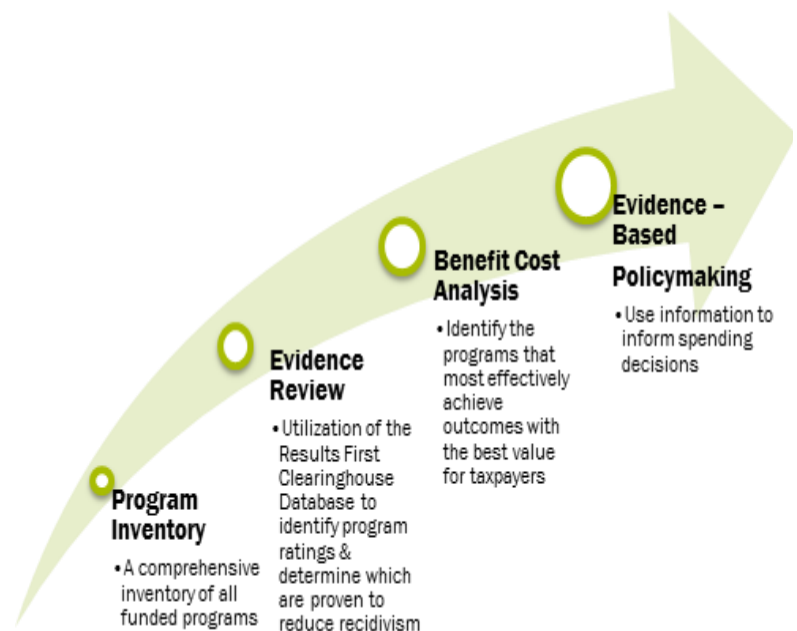 Program
Inventory
•A comprehensive
inventory of all
funded programs
Evidence
Review
•Utilization of the
Results First
Clearinghouse
Database to
identify program
ratings &
determine which
are proven to
reduce recidivism
Benefit Cost
Analysis
•Identify the
programs that
most effectively
achieve
outcomes with
the best value
for taxpayers
Evidence –
Based
Policymaking
•Use information to
inform spending
decisions